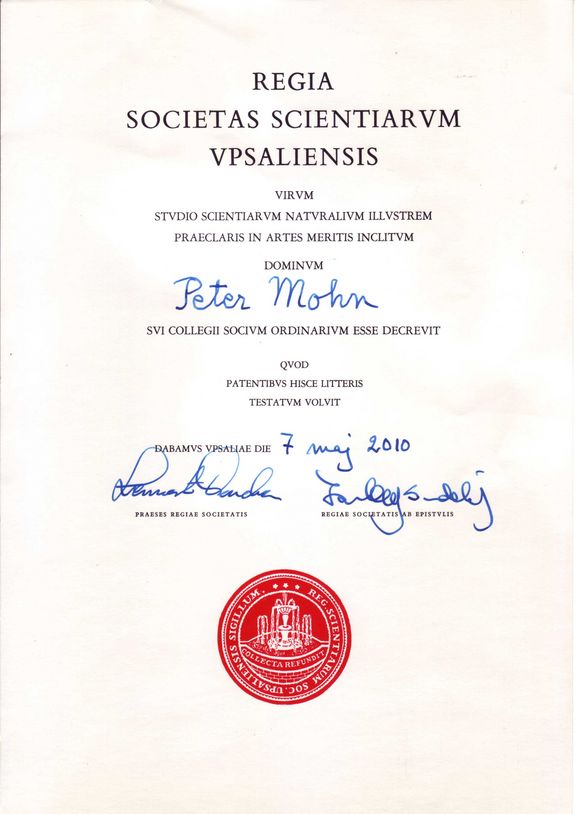 REGIA
SOCIETAS SCIENTIARVM
VPSALIENSIS
VIRVM
STVDIO SCIENTIARVM NATVRALIVM ILLVSTREM
PRAECLARIS IN ARTES MERITIS INCLITVM
DOMINVM
Peter Mohn
SVI COLLEGII SOCIVM ORDINARIVM ESSE DECREVIT
QVOD
PATENTIBVS HISCE LITTERIS
TESTATVM VOLVIT
DABAMVS VPSALIAE DIE 7 maj 2010
PRAESES REGIAE SOCIETATIS
REGIAE SOCIETATIS AB EPISTVLIS
REG. SCIENTIARUM SOC. UPSALIENSIS SIGILLUM.
COLLECTA REFUNDIT